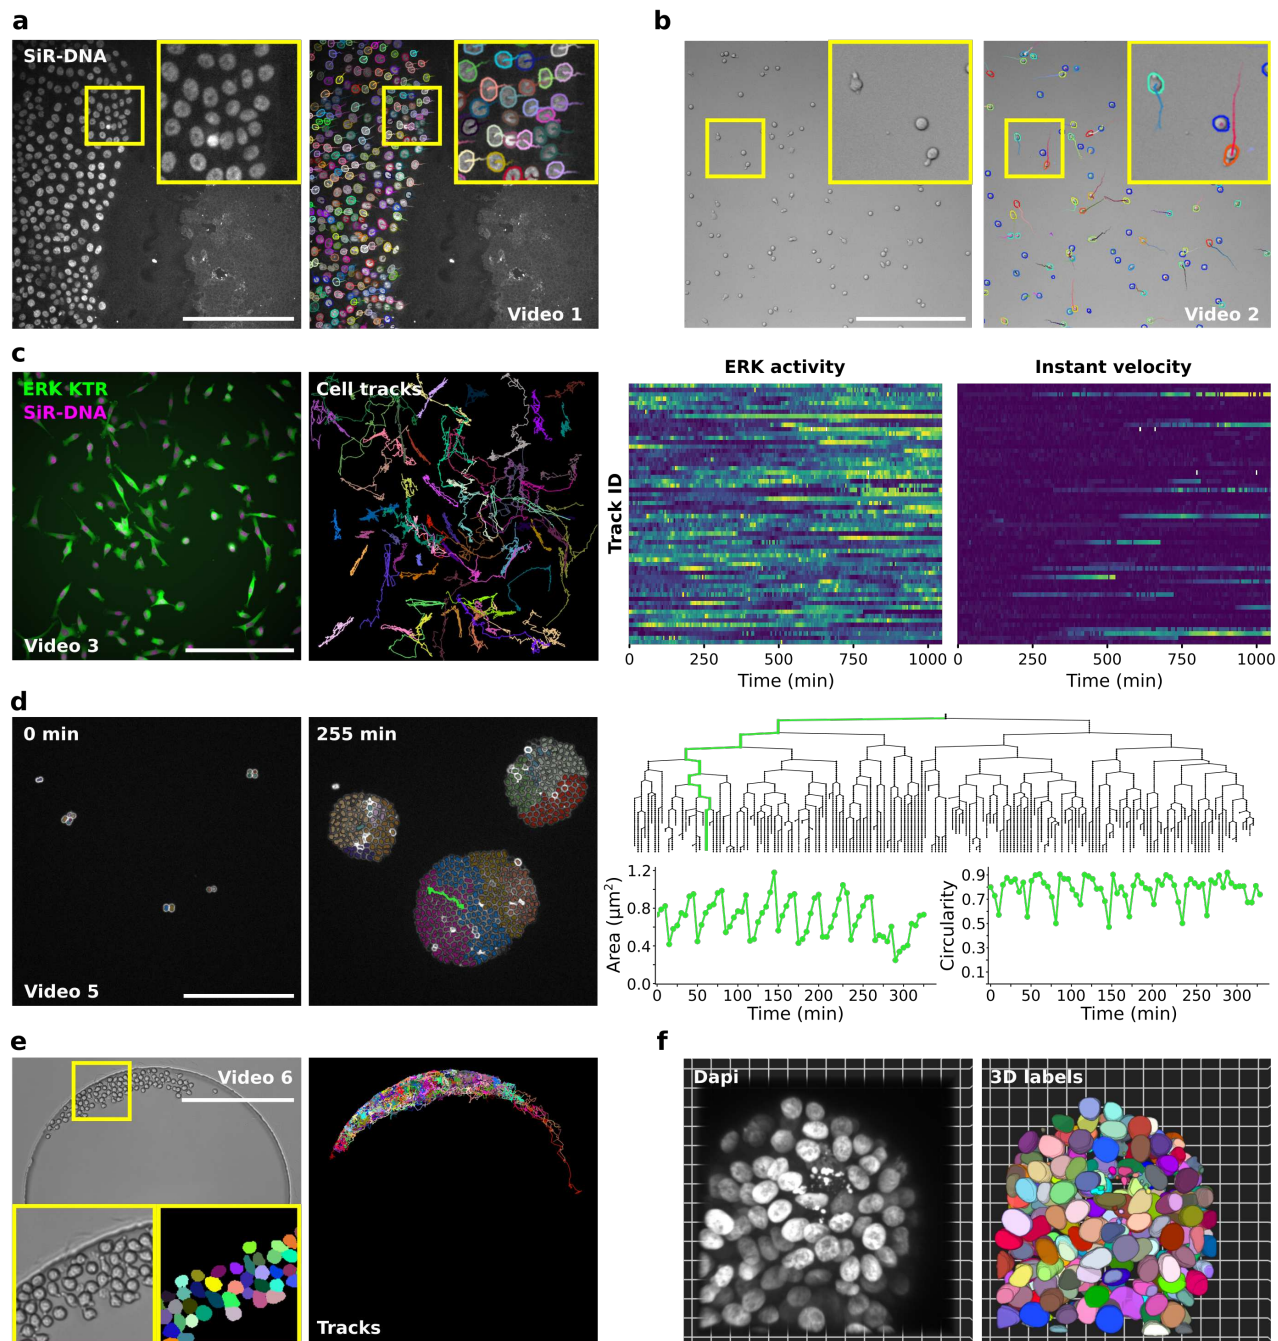 a
SiR-DNA
Video 1
b
Video 2
c
ERK KTR
SiR-DNA
Video 3
Cell tracks
ERK activity
Track ID
0 250 500 750 1000
Time (min)
Instant velocity
0 250 500 750 1000
Time (min)
d
0 min
Video 5
255 min
Area (μm²)
1.2
0.8
0.4
0.0
0 50 100 150 200 250 300
Time (min)
Circularity
0.9
0.7
0.5
0.3
0.1
0 50 100 150 200 250 300
Time (min)
e
Video 6
Tracks
f
Dapi
3D labels